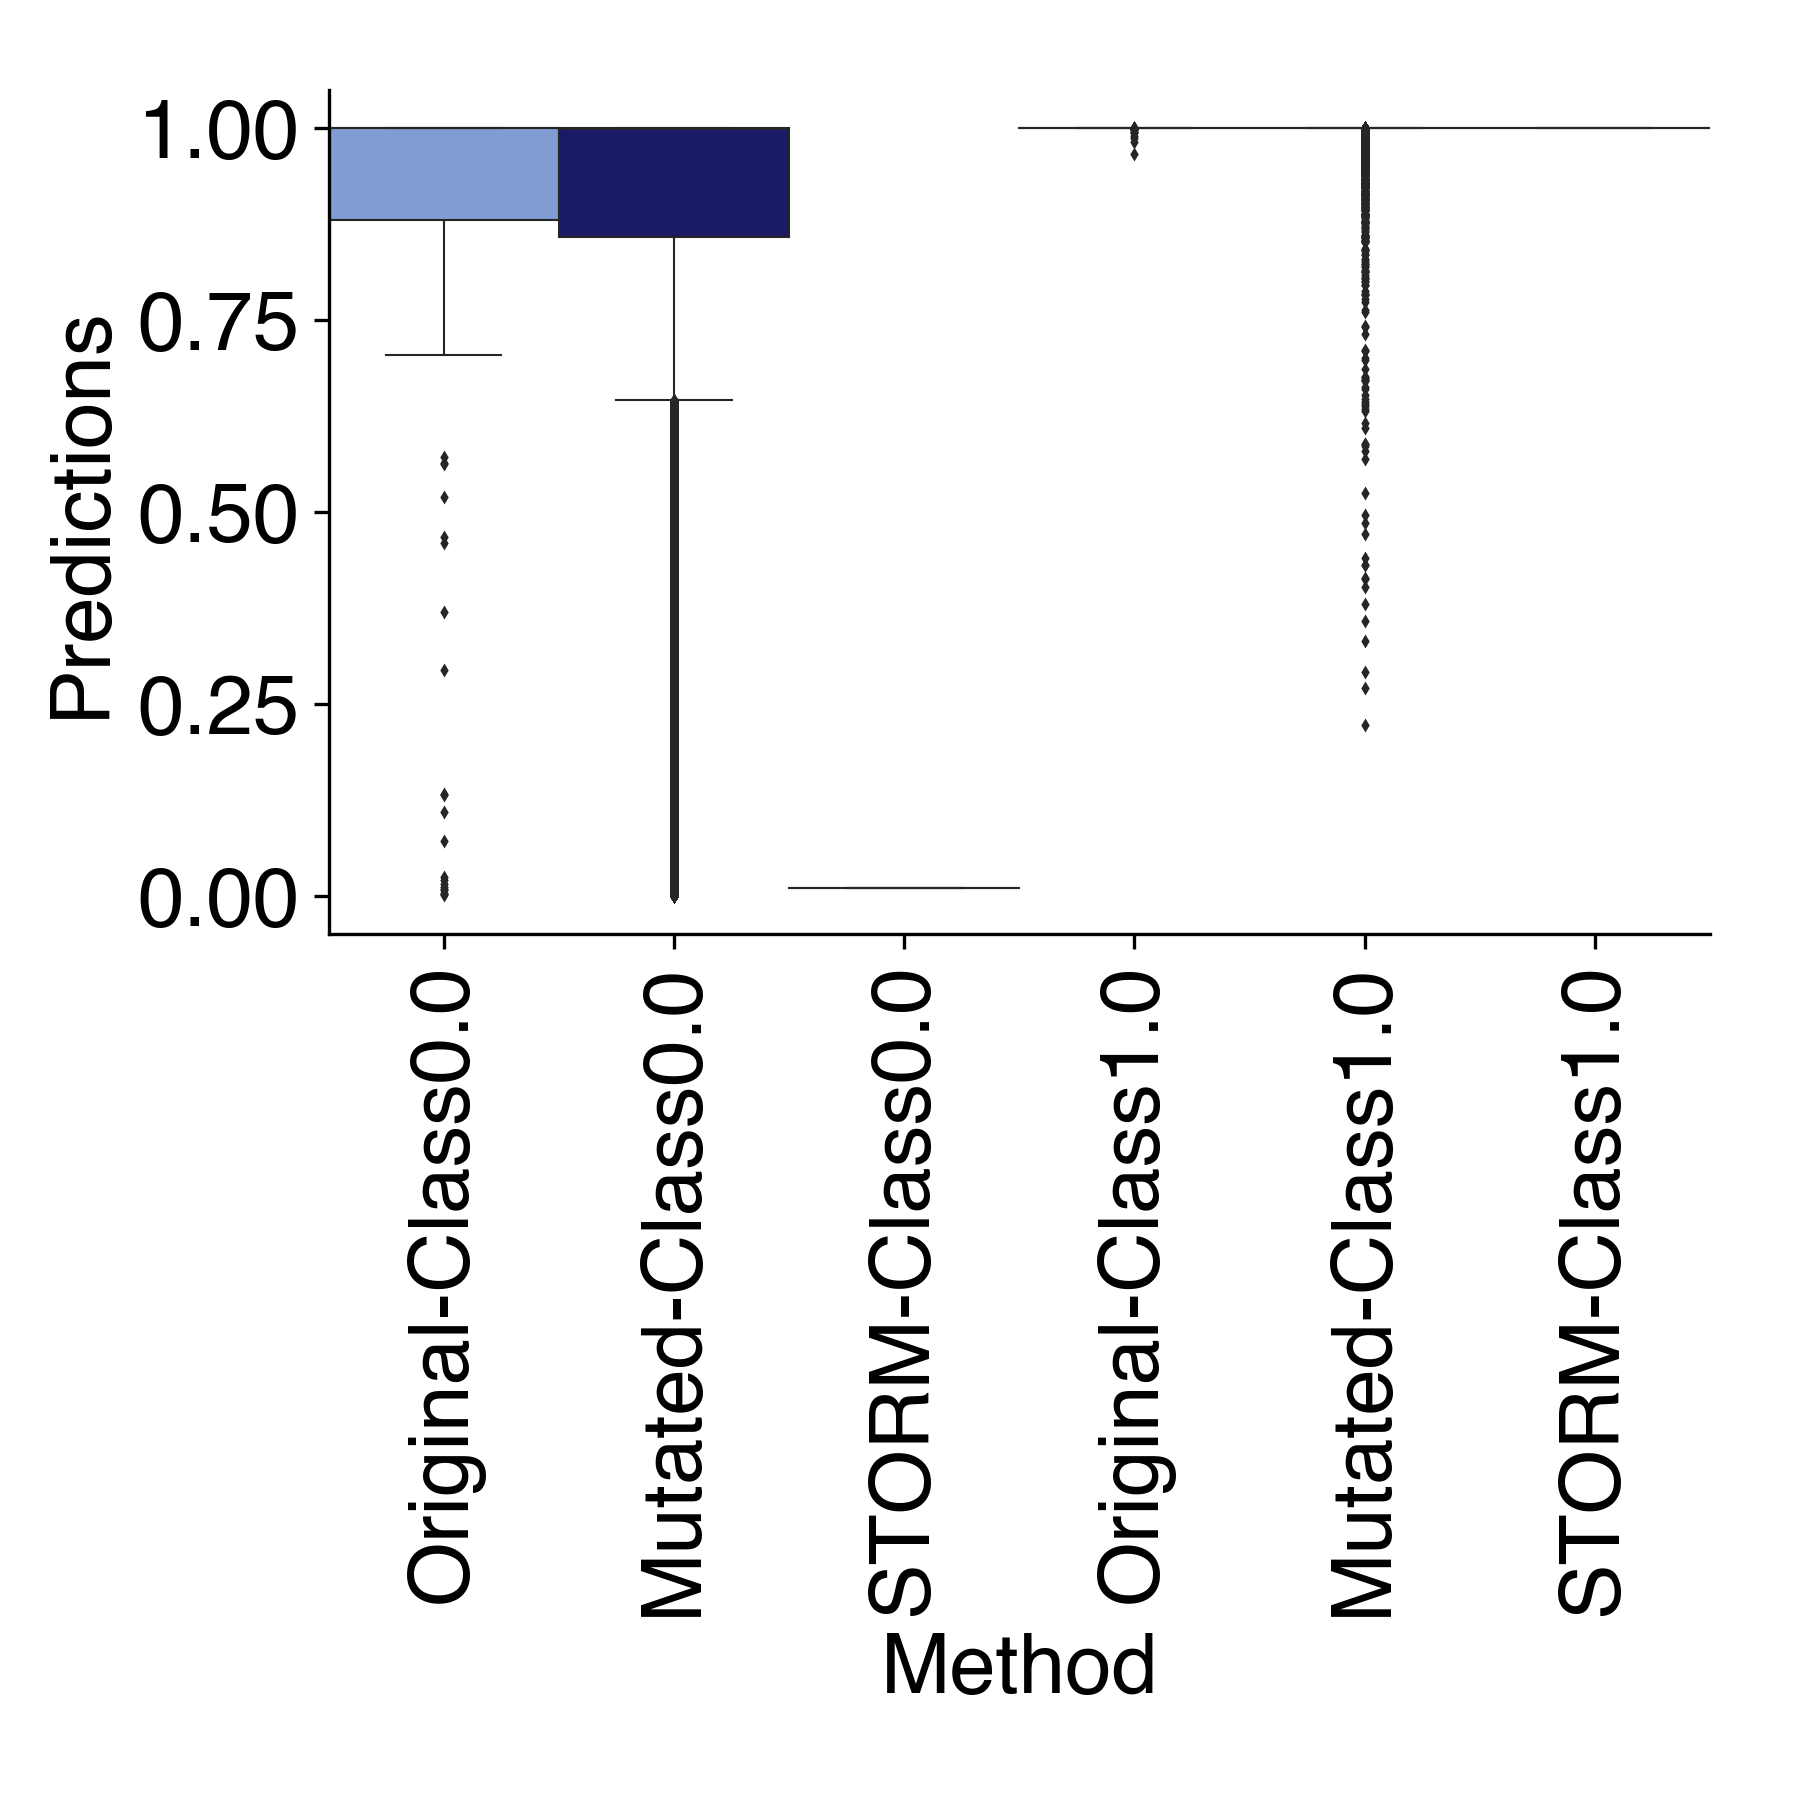 Predictions
1.00
0.75
0.50
0.25
0.00
Original-Class0.0
Mutated-Class0.0
STORM-Class0.0
Original-Class1.0
Mutated-Class1.0
STORM-Class1.0
Method